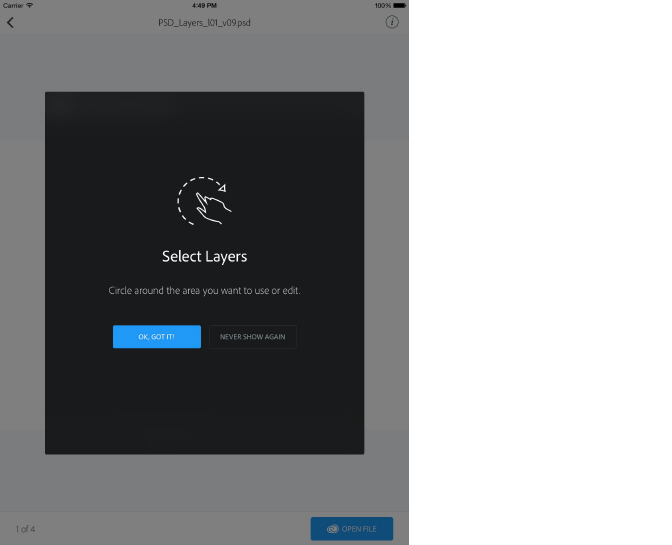 Carrier 4:49 PM 100%
PSD_Layers_l01_v09.psd
Select Layers
Circle around the area you want to use or edit.
OK, GOT IT! NEVER SHOW AGAIN
1 of 4 OPEN FILE